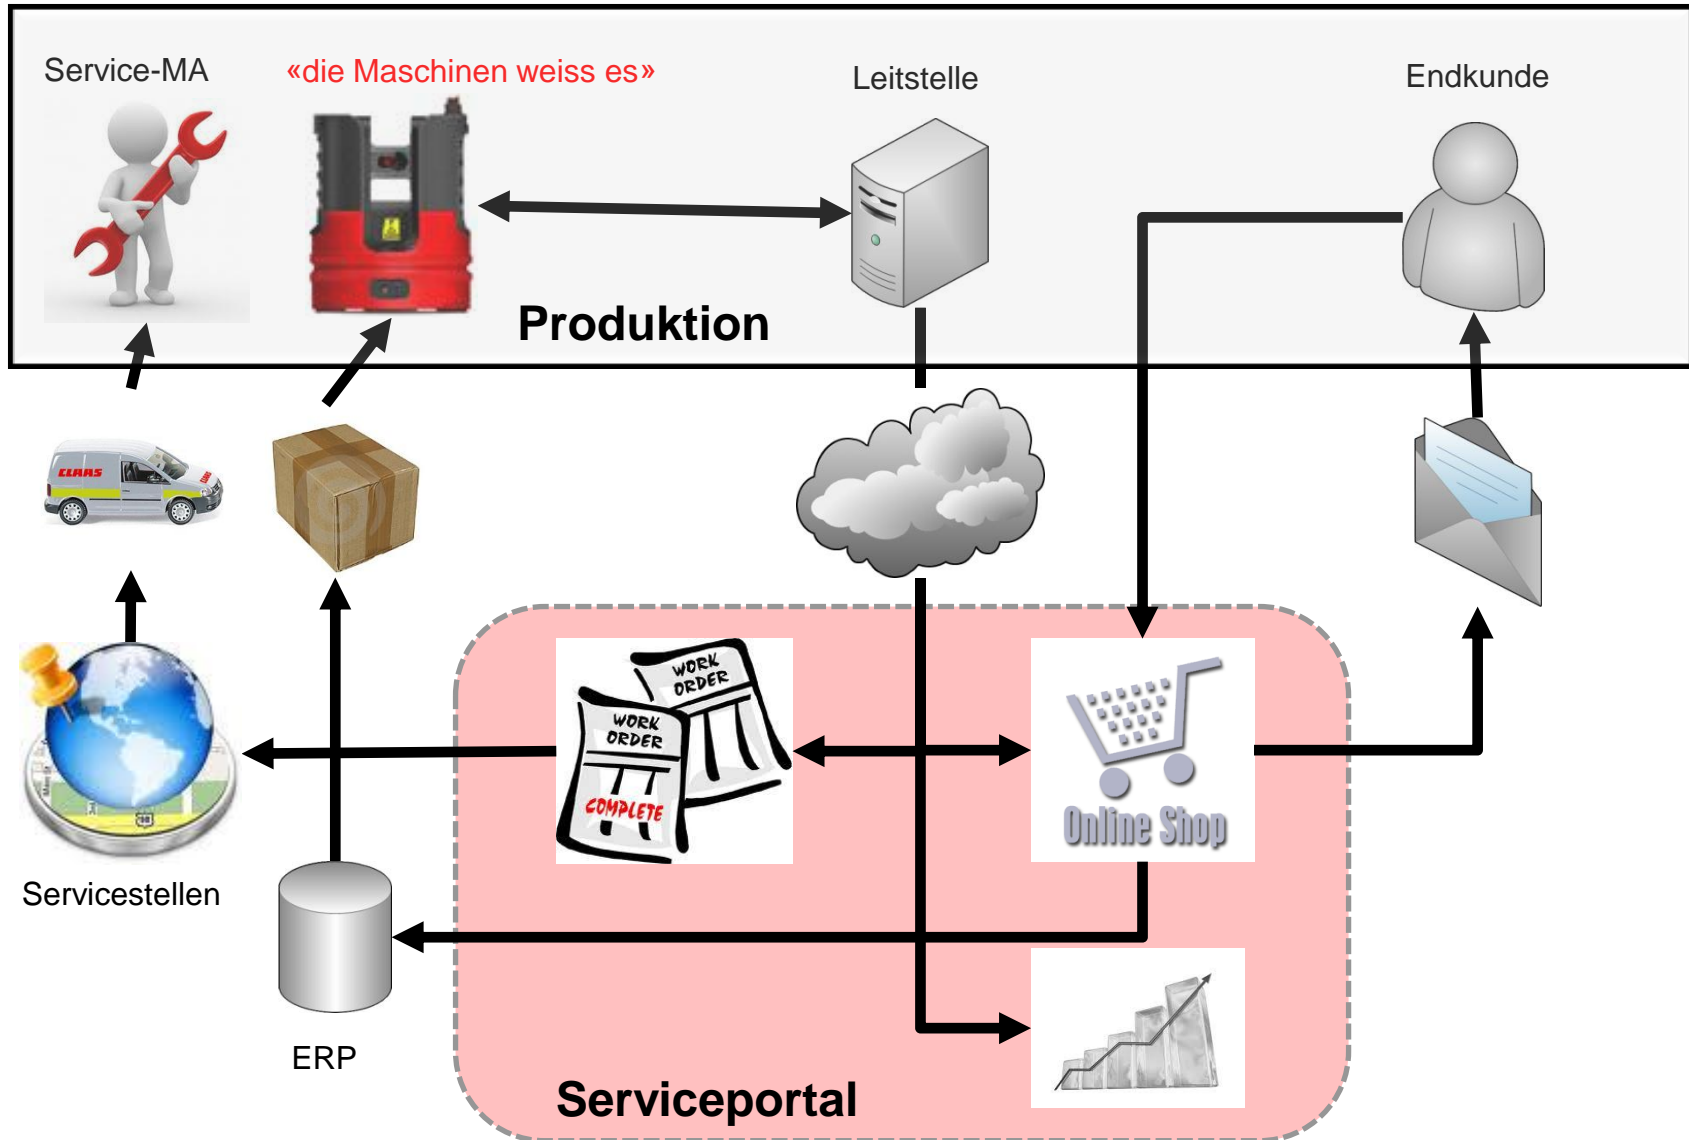 Service-MA
«die Maschinen weiss es»
Leitstelle
Endkunde
Produktion
CLAAS
CLAAS
WORK
ORDER
WORK
ORDER
COMPLETE
Online Shop
Servicestellen
ERP
Serviceportal